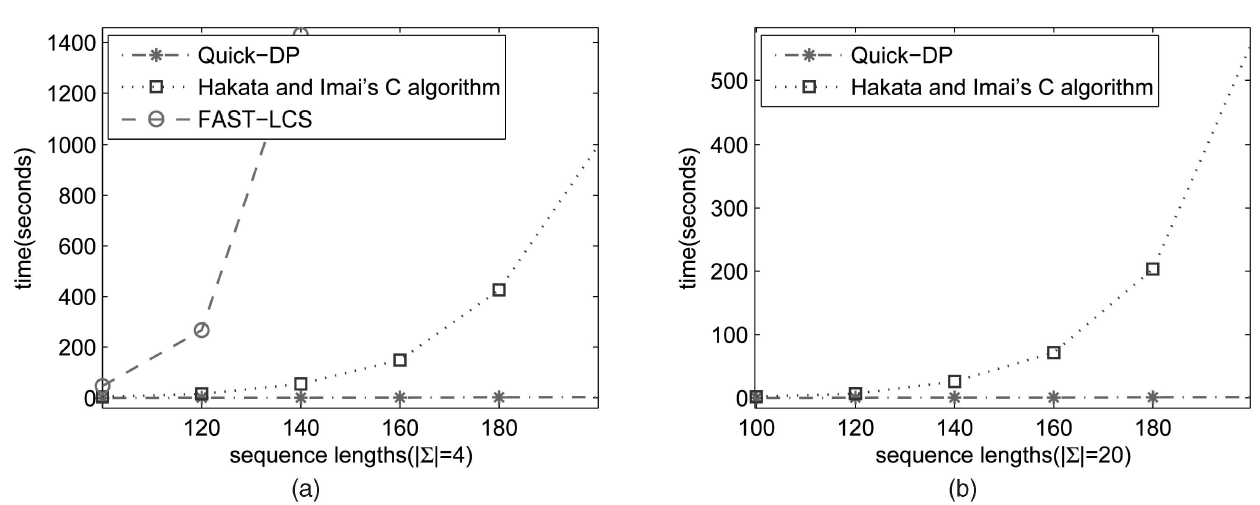 1400
1200
1000
800
600
400
200
0
time(seconds)
Quick−DP
Hakata and Imai's C algorithm
FAST−LCS
120 140 160 180
sequence lengths(|Σ|=4)
(a)
500
400
300
200
100
0
time(seconds)
Quick−DP
Hakata and Imai's C algorithm
100 120 140 160 180
sequence lengths(|Σ|=20)
(b)